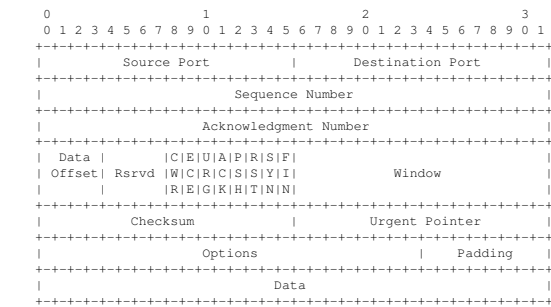 0                   1                   2                   3
 0 1 2 3 4 5 6 7 8 9 0 1 2 3 4 5 6 7 8 9 0 1 2 3 4 5 6 7 8 9 0 1
+-+-+-+-+-+-+-+-+-+-+-+-+-+-+-+-+-+-+-+-+-+-+-+-+-+-+-+-+-+-+-+-+
|          Source Port          |       Destination Port        |
+-+-+-+-+-+-+-+-+-+-+-+-+-+-+-+-+-+-+-+-+-+-+-+-+-+-+-+-+-+-+-+-+
|                        Sequence Number                        |
+-+-+-+-+-+-+-+-+-+-+-+-+-+-+-+-+-+-+-+-+-+-+-+-+-+-+-+-+-+-+-+-+
|                    Acknowledgment Number                      |
+-+-+-+-+-+-+-+-+-+-+-+-+-+-+-+-+-+-+-+-+-+-+-+-+-+-+-+-+-+-+-+-+
|  Data |       |C|E|U|A|P|R|S|F|                               |
| Offset| Rsrvd |W|C|R|C|S|S|Y|I|            Window             |
|       |       |R|E|G|K|H|T|N|N|                               |
+-+-+-+-+-+-+-+-+-+-+-+-+-+-+-+-+-+-+-+-+-+-+-+-+-+-+-+-+-+-+-+-+
|           Checksum            |         Urgent Pointer        |
+-+-+-+-+-+-+-+-+-+-+-+-+-+-+-+-+-+-+-+-+-+-+-+-+-+-+-+-+-+-+-+-+
|                    Options                    |    Padding    |
+-+-+-+-+-+-+-+-+-+-+-+-+-+-+-+-+-+-+-+-+-+-+-+-+-+-+-+-+-+-+-+-+
|                             Data                              |
+-+-+-+-+-+-+-+-+-+-+-+-+-+-+-+-+-+-+-+-+-+-+-+-+-+-+-+-+-+-+-+-+